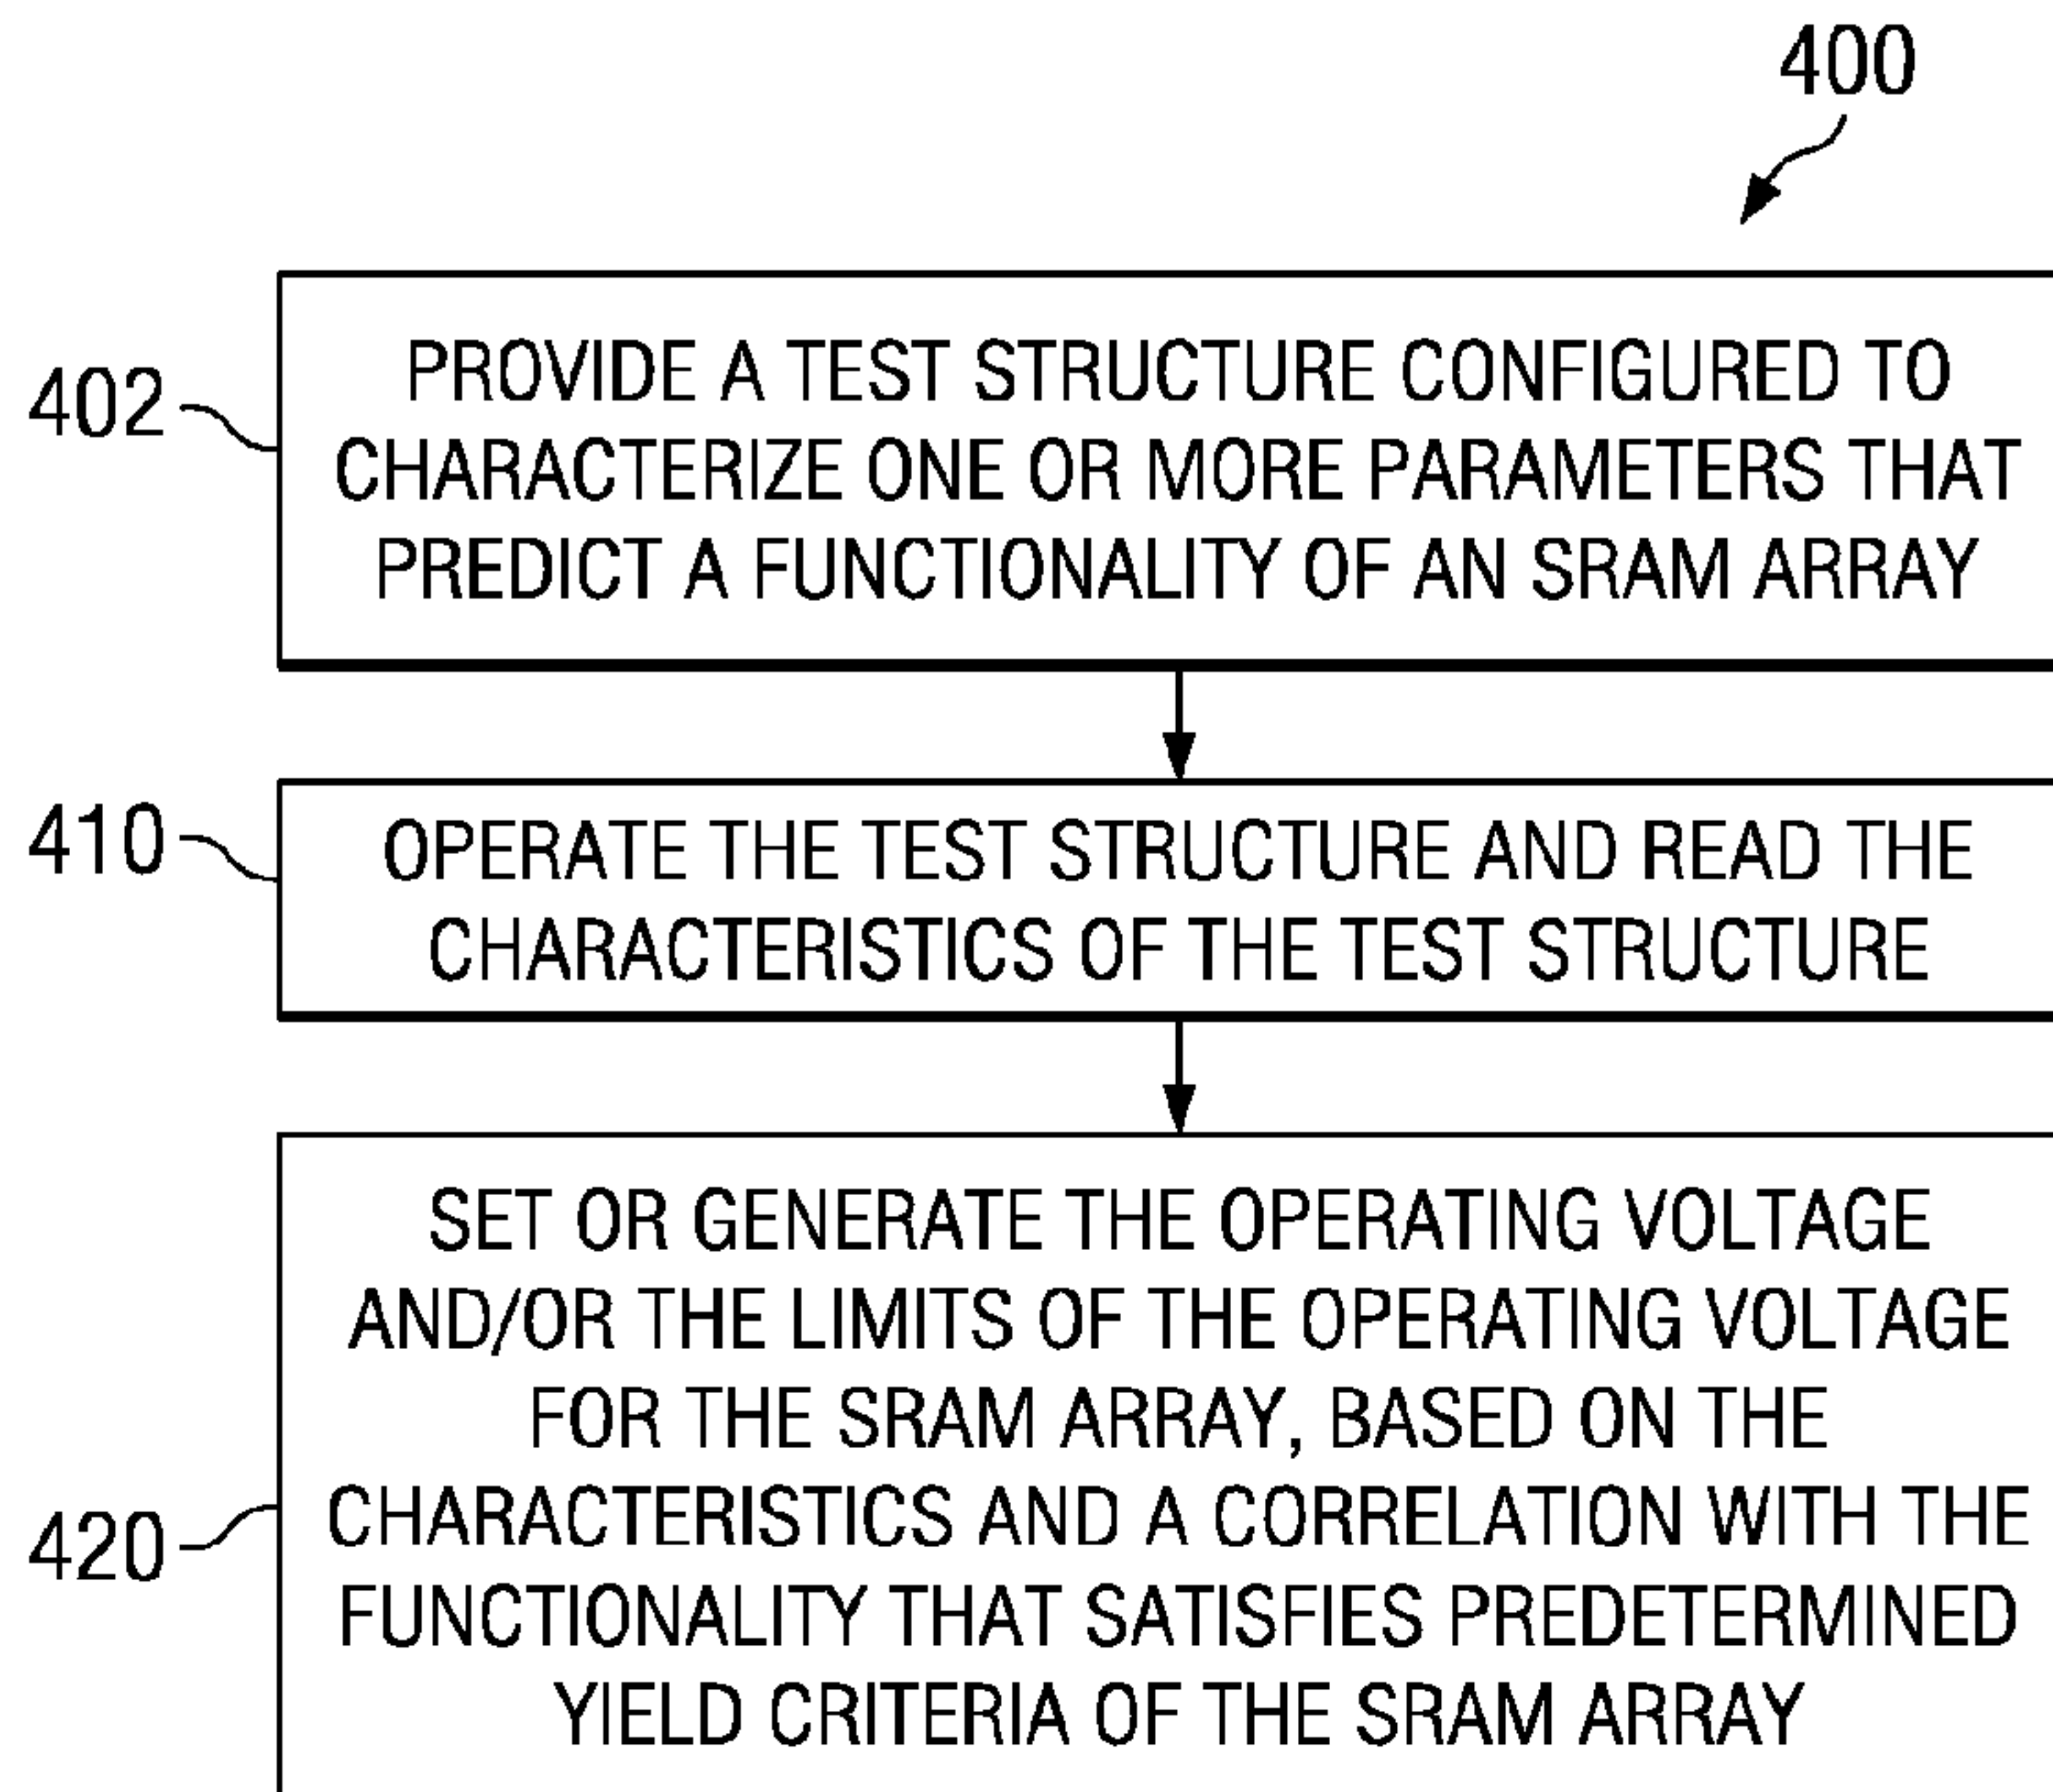 400
402
PROVIDE A TEST STRUCTURE CONFIGURED TO
CHARACTERIZE ONE OR MORE PARAMETERS THAT
PREDICT A FUNCTIONALITY OF AN SRAM ARRAY
410
OPERATE THE TEST STRUCTURE AND READ THE
CHARACTERISTICS OF THE TEST STRUCTURE
420
SET OR GENERATE THE OPERATING VOLTAGE
AND/OR THE LIMITS OF THE OPERATING VOLTAGE
FOR THE SRAM ARRAY, BASED ON THE
CHARACTERISTICS AND A CORRELATION WITH THE
FUNCTIONALITY THAT SATISFIES PREDETERMINED
YIELD CRITERIA OF THE SRAM ARRAY